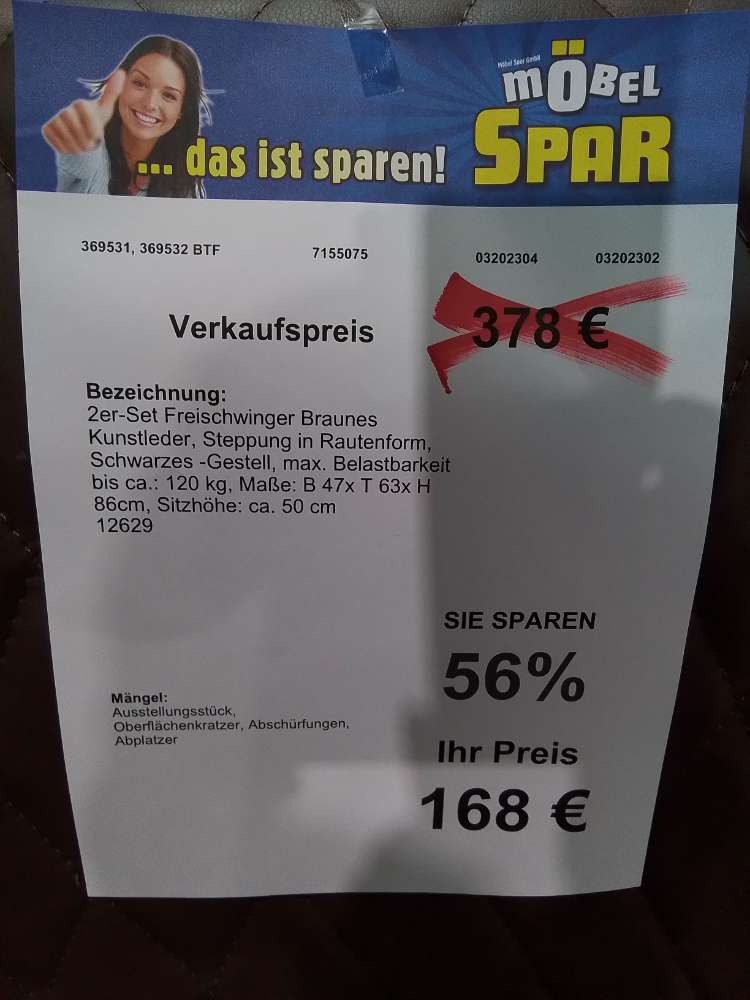 Möbel Spar GmbH
MÖBEL
SPAR
... das ist sparen!
369531, 369532 BTF 7155075 03202304 03202302
Verkaufspreis 378 €
Bezeichnung:
2er-Set Freischwinger Braunes
Kunstleder, Steppung in Rautenform,
Schwarzes -Gestell, max. Belastbarkeit
bis ca.: 120 kg, Maße: B 47x T 63x H
86cm, Sitzhöhe: ca. 50 cm
12629
SIE SPAREN
56%
Mängel:
Ausstellungsstück,
Oberflächenkratzer, Abschürfungen,
Abplatzer
Ihr Preis
168 €